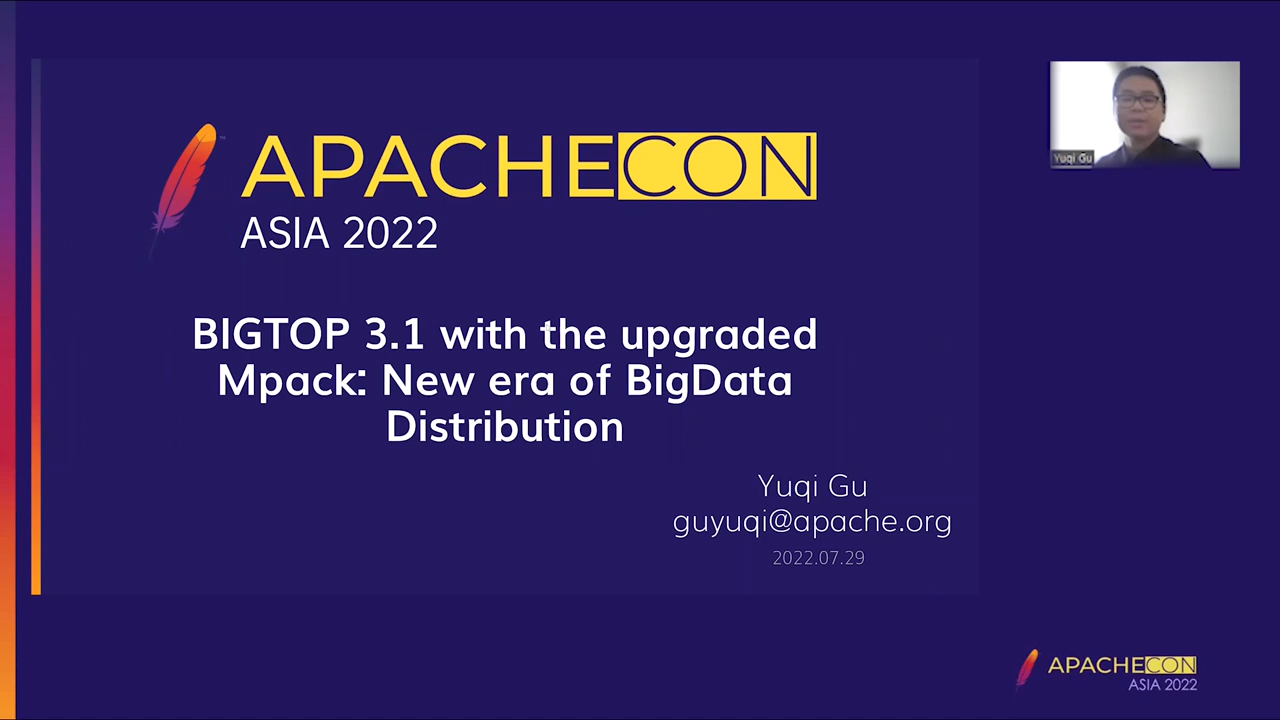 APACHECON
ASIA 2022
BIGTOP 3.1 with the upgraded
Mpack: New era of BigData
Distribution
Yuqi Gu
guyuqi@apache.org
2022.07.29
Yuqi Gu
APACHECON
ASIA 2022